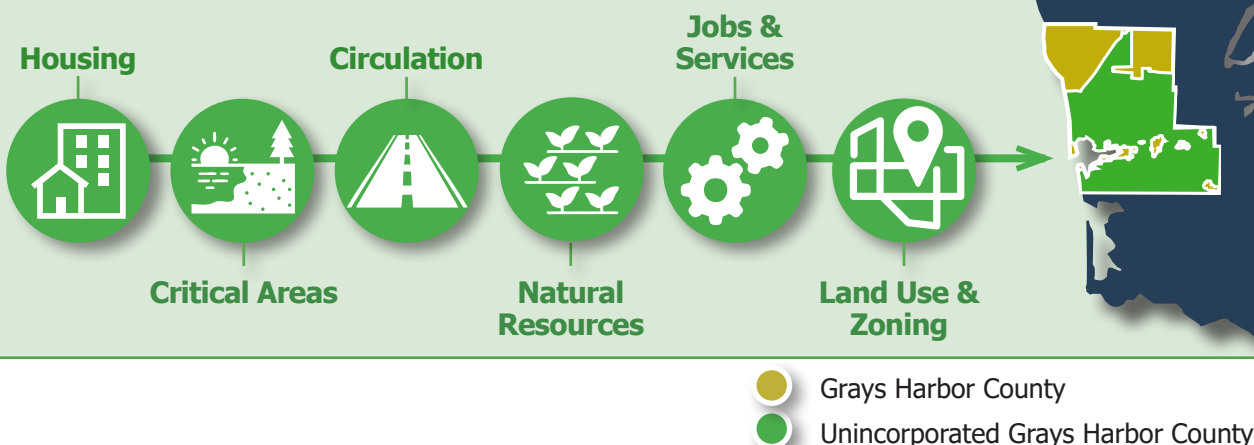 Housing
Critical Areas
Circulation
Natural
Resources
Jobs &
Services
Land Use &
Zoning
Grays Harbor County
Unincorporated Grays Harbor County